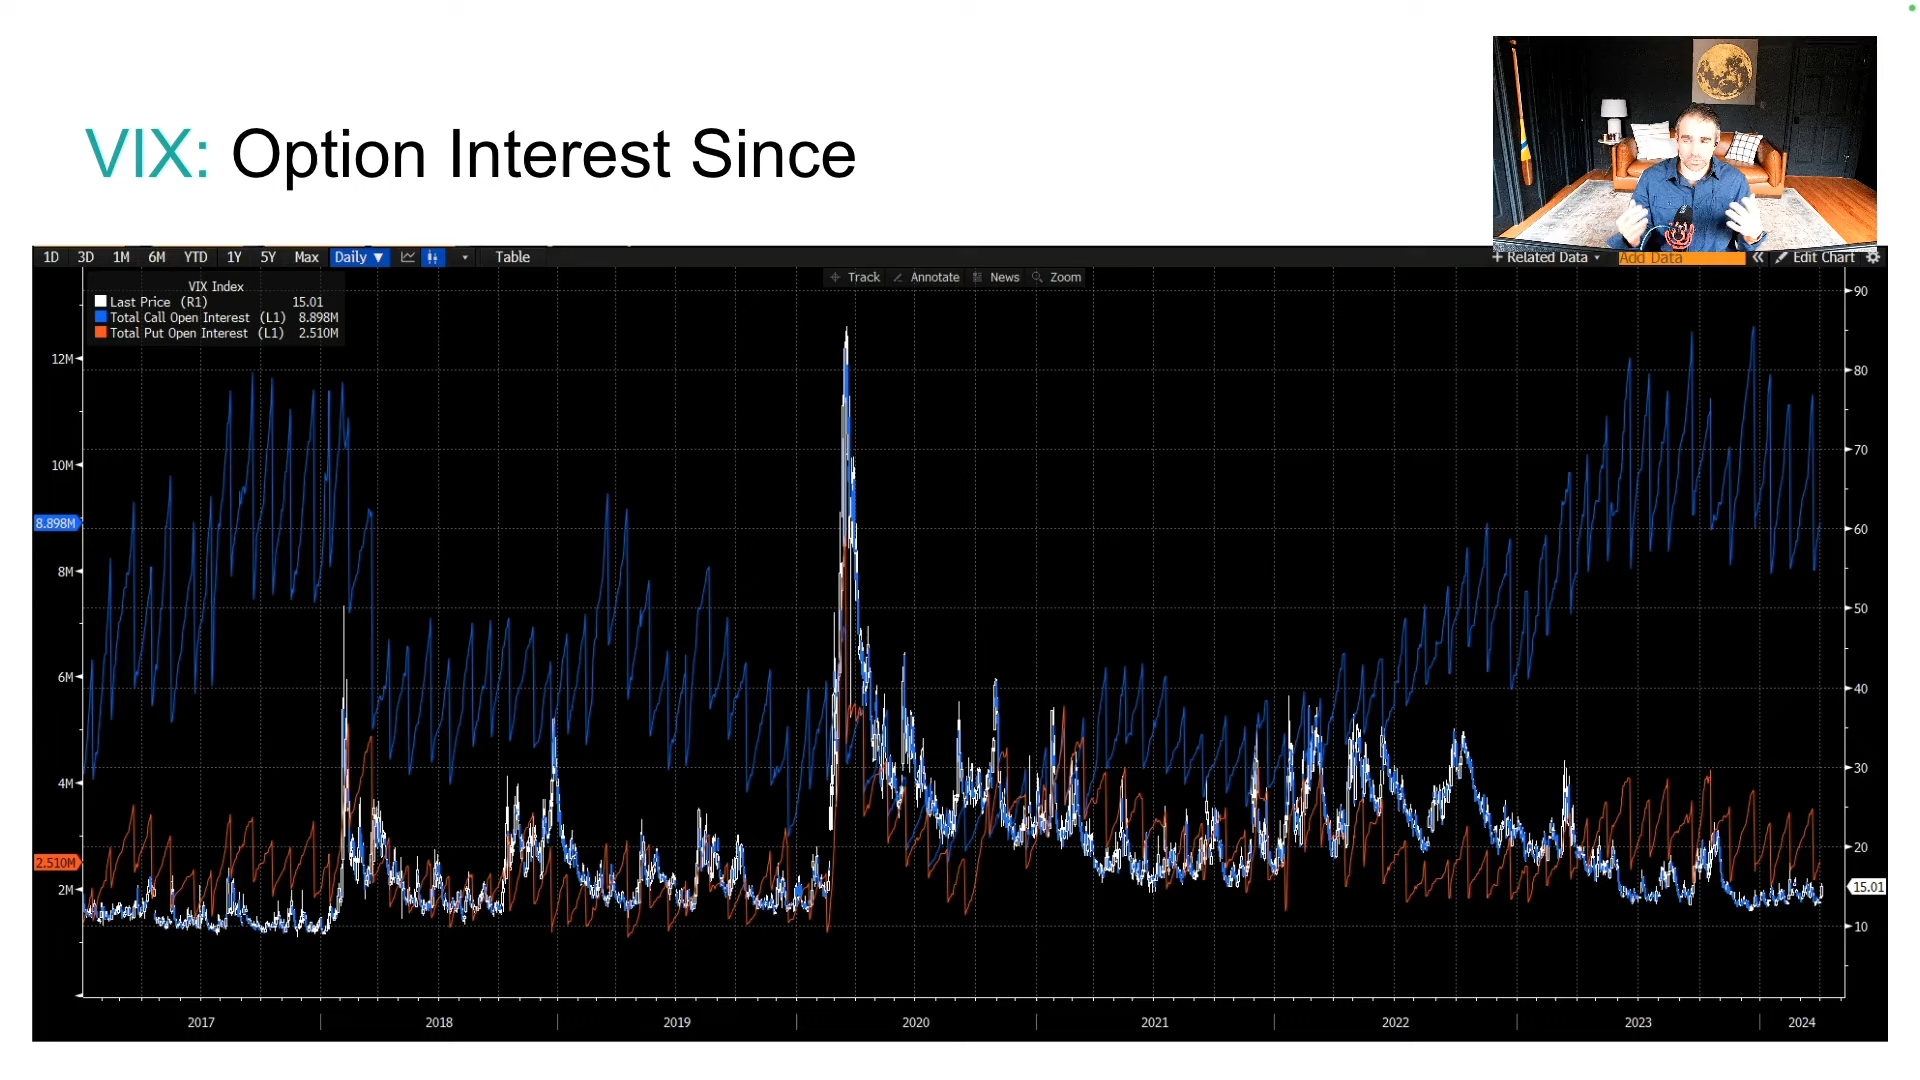 VIX: Option Interest Since
1D 3D 1M 6M YTD 1Y 5Y Max Daily ▼ Table
+ Related Data Add Data « Edit Chart
Track Annotate News Zoom
VIX Index
Last Price (R1) 15.01
Total Call Open Interest (L1) 8.898M
Total Put Open Interest (L1) 2.510M
12M
10M
8.898M
8M
6M
4M
2.510M
2M
90
80
70
60
50
40
30
20
15.01
10
2017 2018 2019 2020 2021 2022 2023 2024